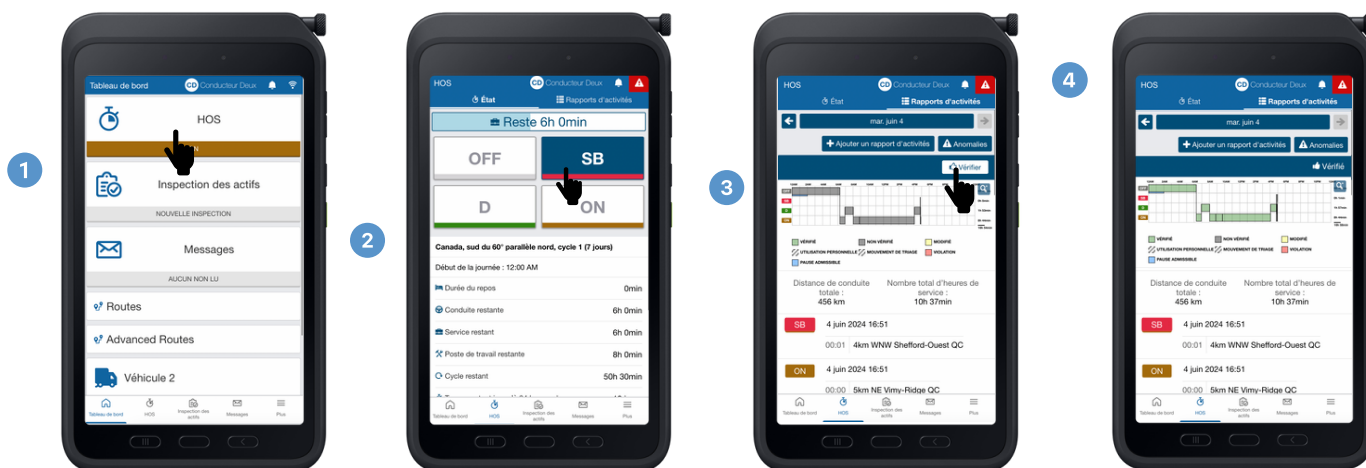 1
Tableau de bord
CD Conducteur Deux
HOS
Inspection des actifs
NOUVELLE INSPECTION
Messages
AUCUN NON LU
Routes
Advanced Routes
Véhicule 2
Tableau de bord
HOS
Inspection des actifs
Messages
Plus
2
HOS
CD Conducteur Deux
État
Rapports d'activités
Reste 6h 0min
OFF
SB
D
ON
Canada, sud du 60° parallèle nord, cycle 1 (7 jours)
Début de la journée : 12:00 AM
Durée du repos 0min
Conduite restante 6h 0min
Service restant 6h 0min
Poste de travail restante 8h 0min
Cycle restant 50h 30min
Tableau de bord
HOS
Inspection des actifs
Messages
Plus
3
HOS
CD Conducteur Deux
État
Rapports d'activités
mar. juin 4
Ajouter un rapport d'activités
Anomalies
Vérifier
VÉRIFIÉ
NON VÉRIFIÉ
MODIFIÉ
UTILISATION PERSONNELLE
MOUVEMENT DE TRIAGE
VIOLATION
PAUSE ADMISSIBLE
Distance de conduite
totale :
456 km
Nombre total d'heures de
service :
10h 37min
SB 4 juin 2024 16:51
00:01 4km WNW Shefford-Ouest QC
ON 4 juin 2024 16:51
00:00 5km NE Vimy-Ridge QC
Tableau de bord
HOS
Inspection des actifs
Messages
Plus
4
HOS
CD Conducteur Deux
État
Rapports d'activités
mar. juin 4
Ajouter un rapport d'activités
Anomalies
Vérifié
VÉRIFIÉ
NON VÉRIFIÉ
MODIFIÉ
UTILISATION PERSONNELLE
MOUVEMENT DE TRIAGE
VIOLATION
PAUSE ADMISSIBLE
Distance de conduite
totale :
456 km
Nombre total d'heures de
service :
10h 37min
SB 4 juin 2024 16:51
00:01 4km WNW Shefford-Ouest QC
ON 4 juin 2024 16:51
00:00 5km NE Vimy-Ridge QC
Tableau de bord
HOS
Inspection des actifs
Messages
Plus